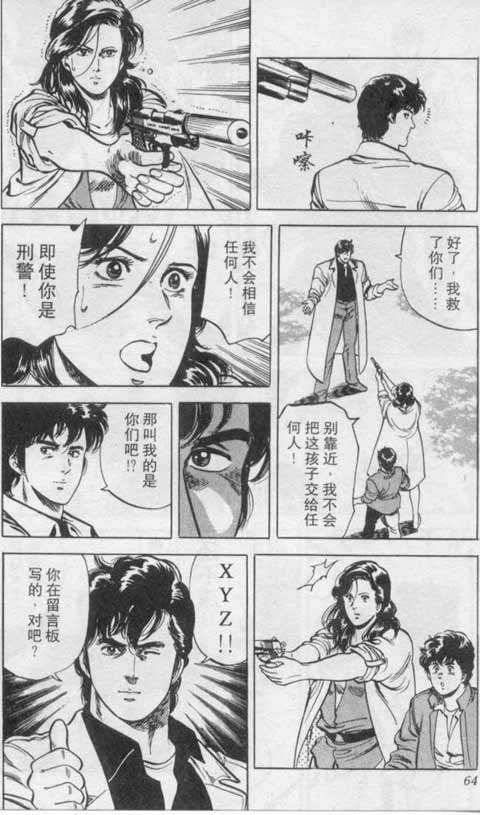 咔嚓
好了，我救
了你们……
别靠近，我不会
把这孩子交给任
何人！
我不会相信
任何人！
即使你是
刑警！
那叫我的是
你们吧!?
XYZ!!
你在留言板
写的，对吧？
64